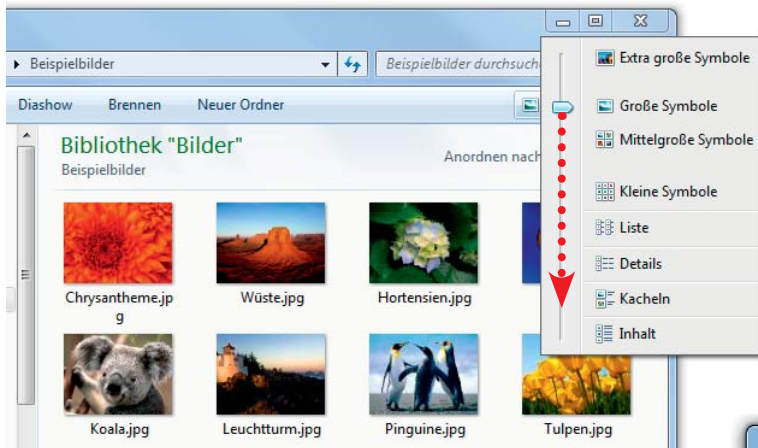 Beispielbilder
Beispielbilder durchsuch
Diashow Brennen Neuer Ordner
Bibliothek "Bilder"
Beispielbilder
Anordnen nach
Chrysantheme.jp
g
Wüste.jpg
Hortensien.jpg
Koala.jpg
Leuchtturm.jpg
Pinguine.jpg
Tulpen.jpg
Extra große Symbole
Große Symbole
Mittelgroße Symbole
Kleine Symbole
Liste
Details
Kacheln
Inhalt